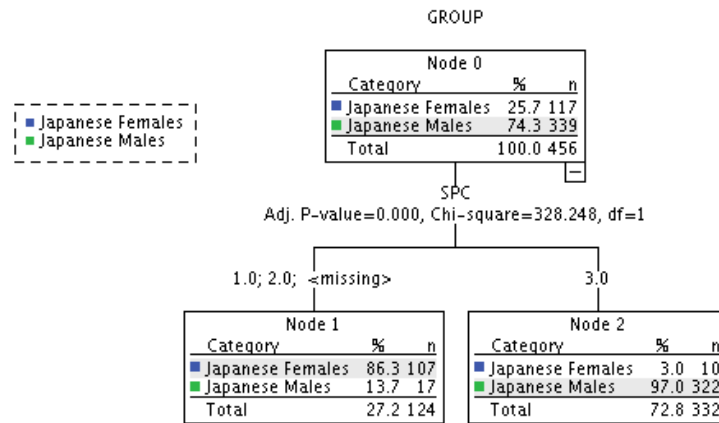 GROUP
Node 0
Category % n
Japanese Females 25.7 117
Japanese Males 74.3 339
Total 100.0 456
Japanese Females
Japanese Males
SPC
Adj. P-value=0.000, Chi-square=328.248, df=1
1.0; 2.0; <missing>
3.0
Node 1
Category % n
Japanese Females 86.3 107
Japanese Males 13.7 17
Total 27.2 124
Node 2
Category % n
Japanese Females 3.0 10
Japanese Males 97.0 322
Total 72.8 332